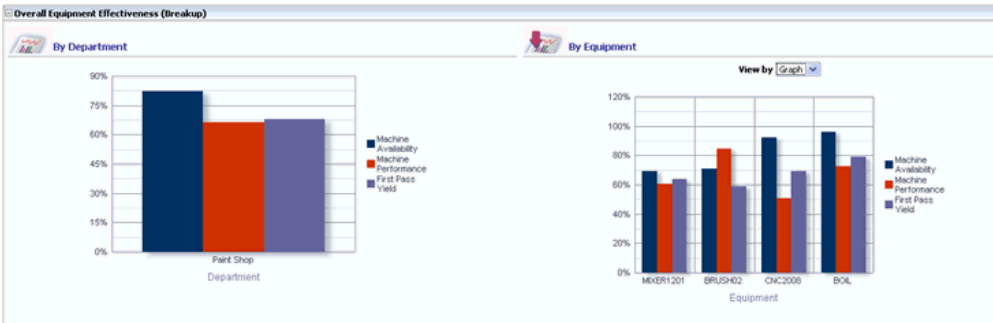 Overall Equipment Effectiveness (Breakup)
By Department
90%
75%
60%
45%
30%
15%
0%
Paint Shop
Department
Machine
Availability
Machine
Performance
First Pass
Yield
By Equipment
View by Graph
120%
100%
80%
60%
40%
20%
0%
MIXER1201 BRUSH02 CNC2008 BOIL
Equipment
Machine
Availability
Machine
Performance
First Pass
Yield